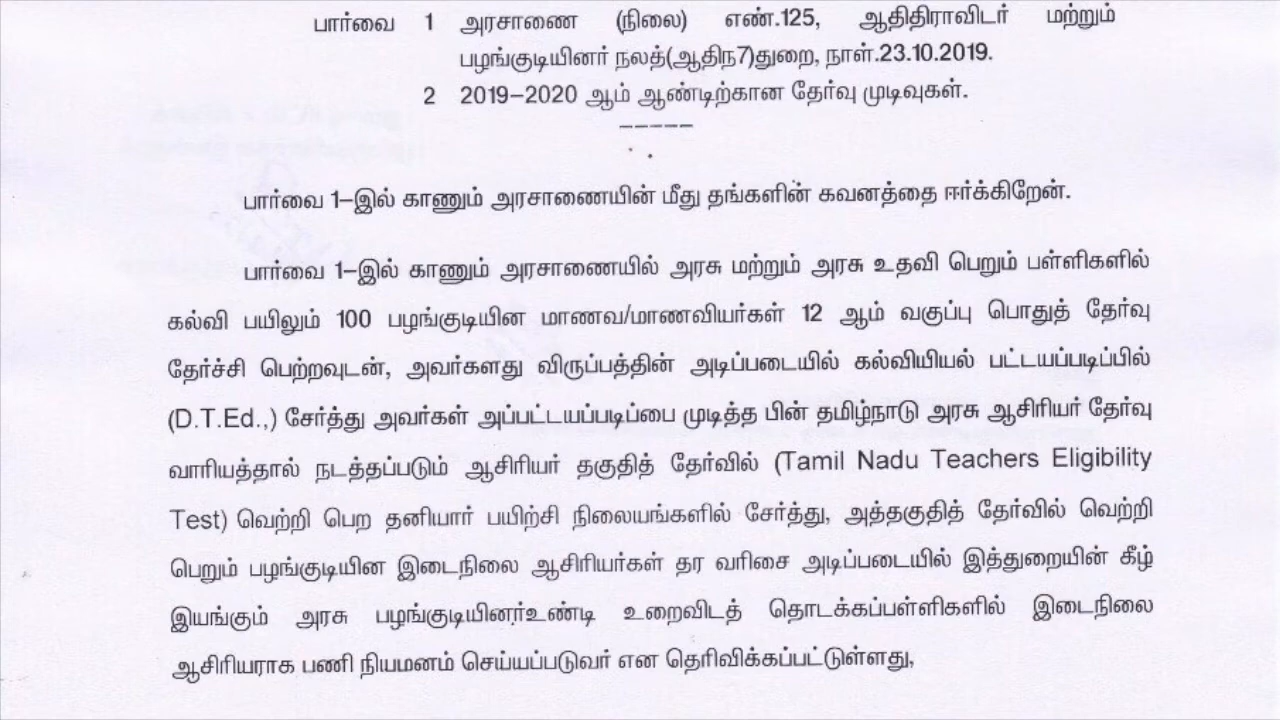 பார்வை 1 அரசாணை (நிலை) எண்.125, ஆதிதிராவிடர் மற்றும்
பழங்குடியினர் நலத்(ஆதிந7)துறை, நாள்.23.10.2019.
2 2019–2020 ஆம் ஆண்டிற்கான தேர்வு முடிவுகள்.
-----
பார்வை 1–இல் காணும் அரசாணையின் மீது தங்களின் கவனத்தை ஈர்க்கிறேன்.
பார்வை 1–இல் காணும் அரசாணையில் அரசு மற்றும் அரசு உதவி பெறும் பள்ளிகளில்
கல்வி பயிலும் 100 பழங்குடியின மாணவ/மாணவியர்கள் 12 ஆம் வகுப்பு பொதுத் தேர்வு
தேர்ச்சி பெற்றவுடன், அவர்களது விருப்பத்தின் அடிப்படையில் கல்வியியல் பட்டயப்படிப்பில்
(D.T.Ed.,) சேர்த்து அவர்கள் அப்பட்டயப்படிப்பை முடித்த பின் தமிழ்நாடு அரசு ஆசிரியர் தேர்வு
வாரியத்தால் நடத்தப்படும் ஆசிரியர் தகுதித் தேர்வில் (Tamil Nadu Teachers Eligibility
Test) வெற்றி பெற தனியார் பயிற்சி நிலையங்களில் சேர்த்து, அத்தகுதித் தேர்வில் வெற்றி
பெறும் பழங்குடியின இடைநிலை ஆசிரியர்கள் தர வரிசை அடிப்படையில் இத்துறையின் கீழ்
இயங்கும் அரசு பழங்குடியினர்உண்டி உறைவிடத் தொடக்கப்பள்ளிகளில் இடைநிலை
ஆசிரியராக பணி நியமனம் செய்யப்படுவர் என தெரிவிக்கப்பட்டுள்ளது,